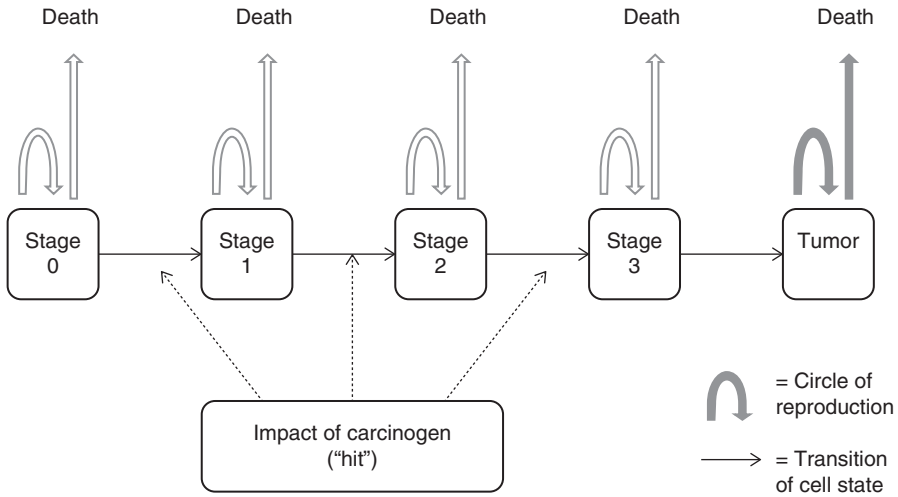 Death
Death
Death
Death
Death
Stage
0
Stage
1
Stage
2
Stage
3
Tumor
Impact of carcinogen
(“hit”)
= Circle of
reproduction
= Transition
of cell state